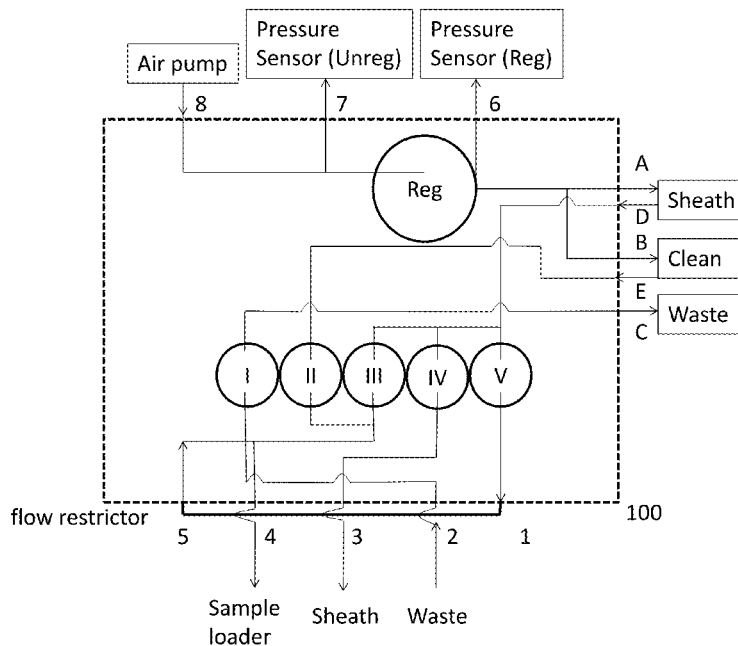 Pressure
Sensor (Unreg)
Pressure
Sensor (Reg)
Air pump
8
7
6
Reg
A
Sheath
D
B
Clean
E
Waste
C
I
II
III
IV
V
flow restrictor
100
5
4
3
2
1
Sample
loader
Sheath
Waste